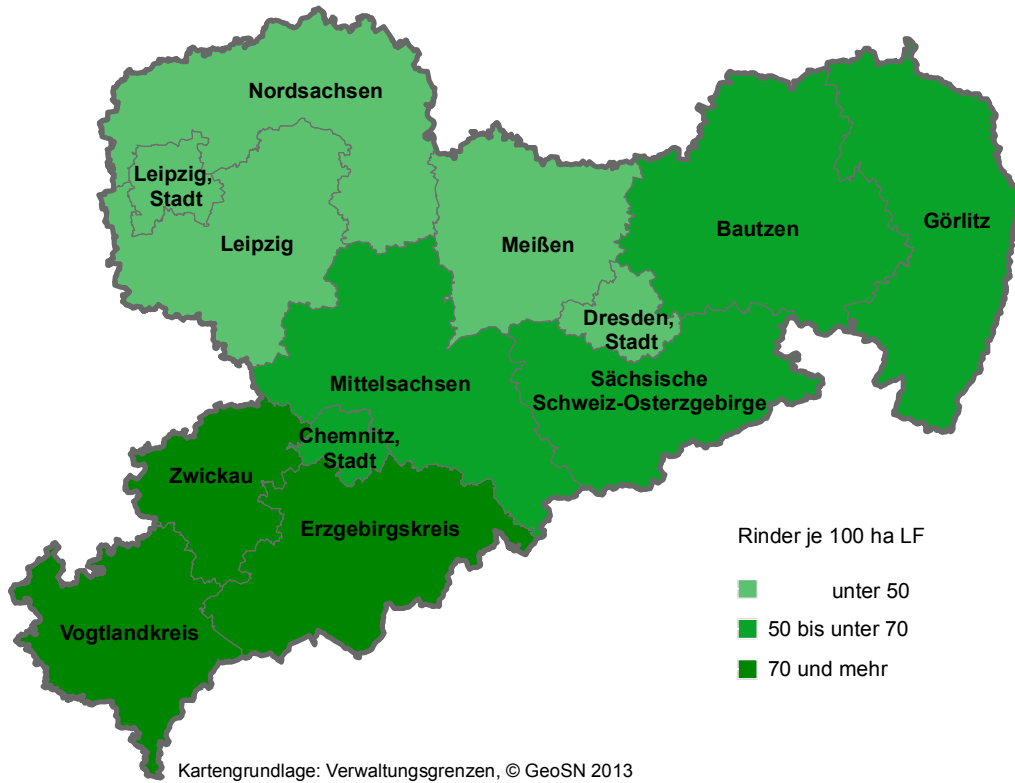 Nordsachsen
Leipzig,
Stadt
Leipzig
Meißen
Bautzen
Görlitz
Dresden,
Stadt
Mittelsachsen
Sächsische
Schweiz-Osterzgebirge
Chemnitz,
Stadt
Zwickau
Erzgebirgskreis
Vogtlandkreis
Rinder je 100 ha LF
unter 50
50 bis unter 70
70 und mehr
Kartengrundlage: Verwaltungsgrenzen, © GeoSN 2013